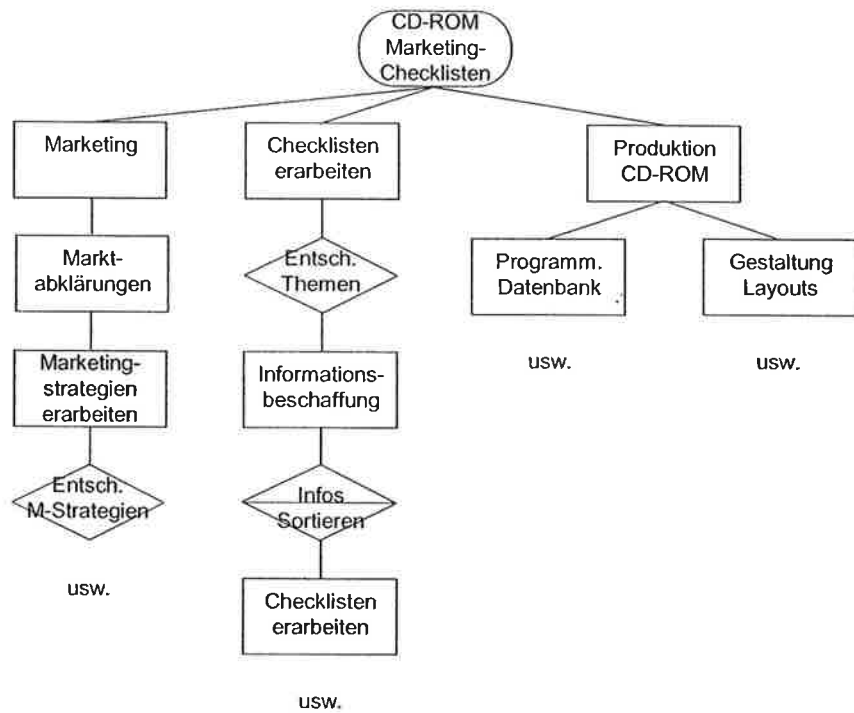 CD-ROM
Marketing-
Checklisten
Marketing
Checklisten
erarbeiten
Produktion
CD-ROM
Markt-
abklärungen
Entsch.
Themen
Programm.
Datenbank
Gestaltung
Layouts
Marketing-
strategien
erarbeiten
Informations-
beschaffung
usw.
usw.
Entsch.
M-Strategien
Infos
Sortieren
usw.
Checklisten
erarbeiten
usw.